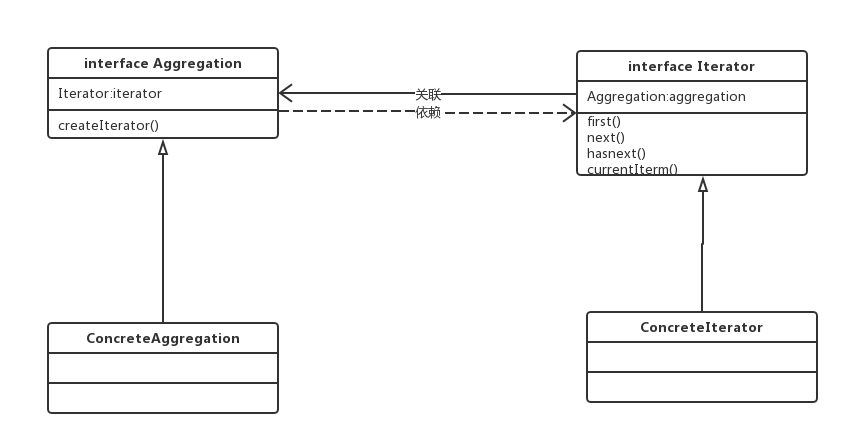 interface Aggregation
Iterator:iterator
createIterator()
关联
依赖
interface Iterator
Aggregation:aggregation
first()
next()
hasnext()
currentIterm()
ConcreteAggregation
ConcreteIterator